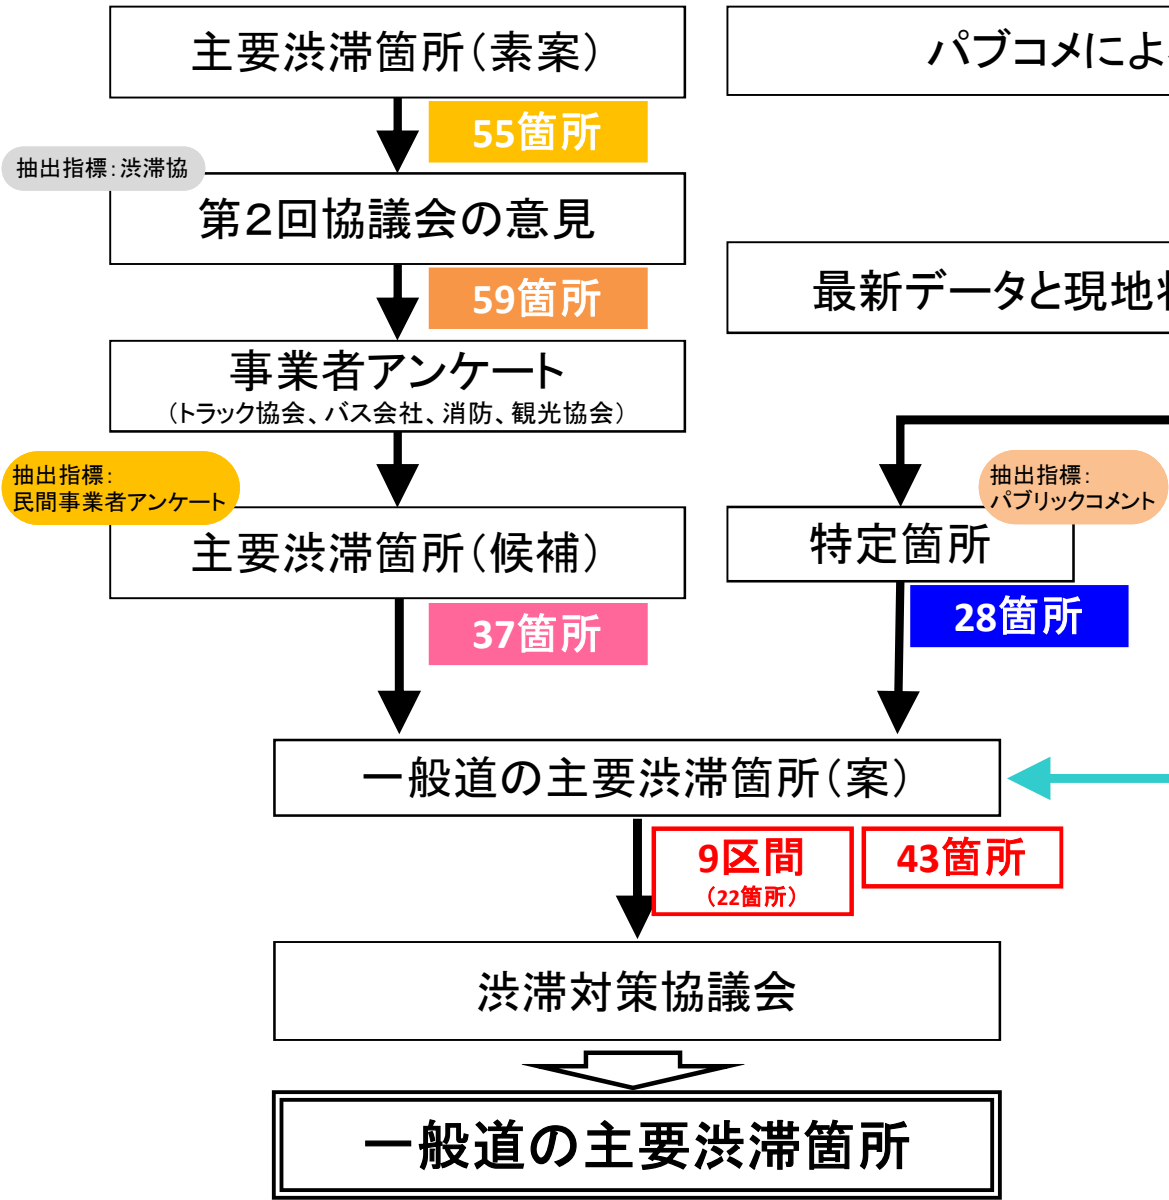 主要渋滞箇所（素案）
55箇所
抽出指標：渋滞協
第２回協議会の意見
59箇所
事業者アンケート
（トラック協会、バス会社、消防、観光協会）
抽出指標：
民間事業者アンケート
主要渋滞箇所（候補）
37箇所
パブコメによ
最新データと現地
抽出指標：
パブリックコメント
特定箇所
28箇所
一般道の主要渋滞箇所（案）
9区間
（22箇所）
43箇所
渋滞対策協議会
一般道の主要渋滞箇所